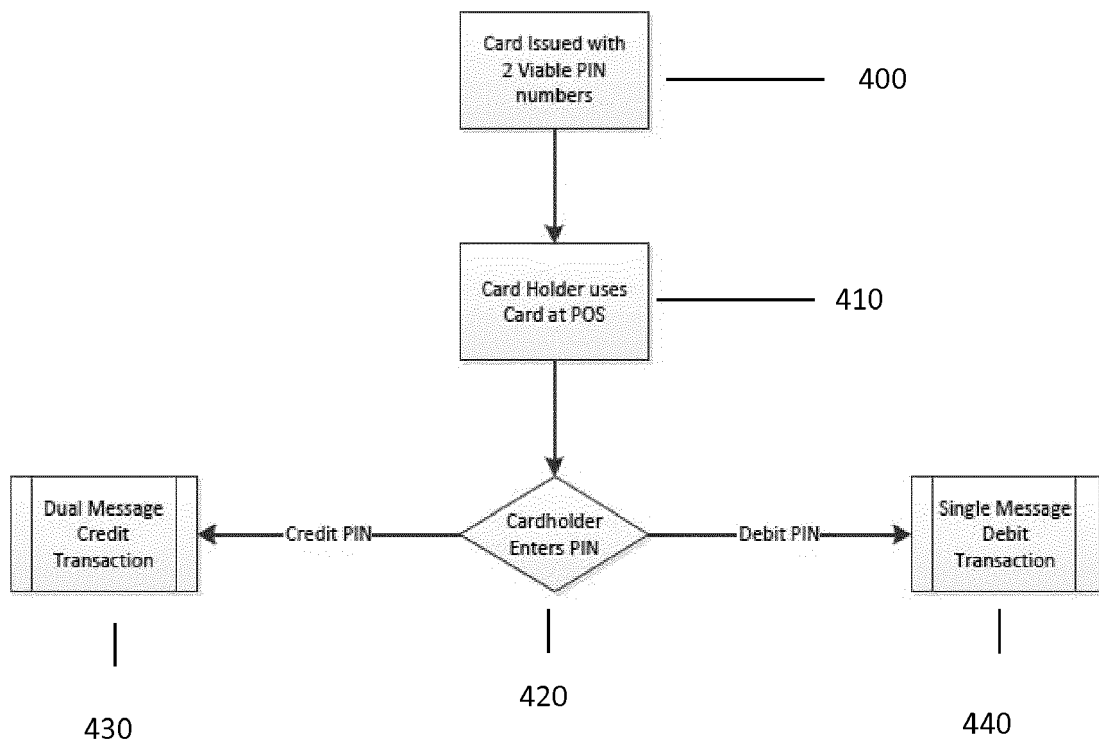 Card Issued with
2 Viable PIN
numbers
400
Card Holder uses
Card at POS
410
Dual Message
Credit
Transaction
Credit PIN
Cardholder
Enters PIN
Debit PIN
Single Message
Debit
Transaction
430
420
440